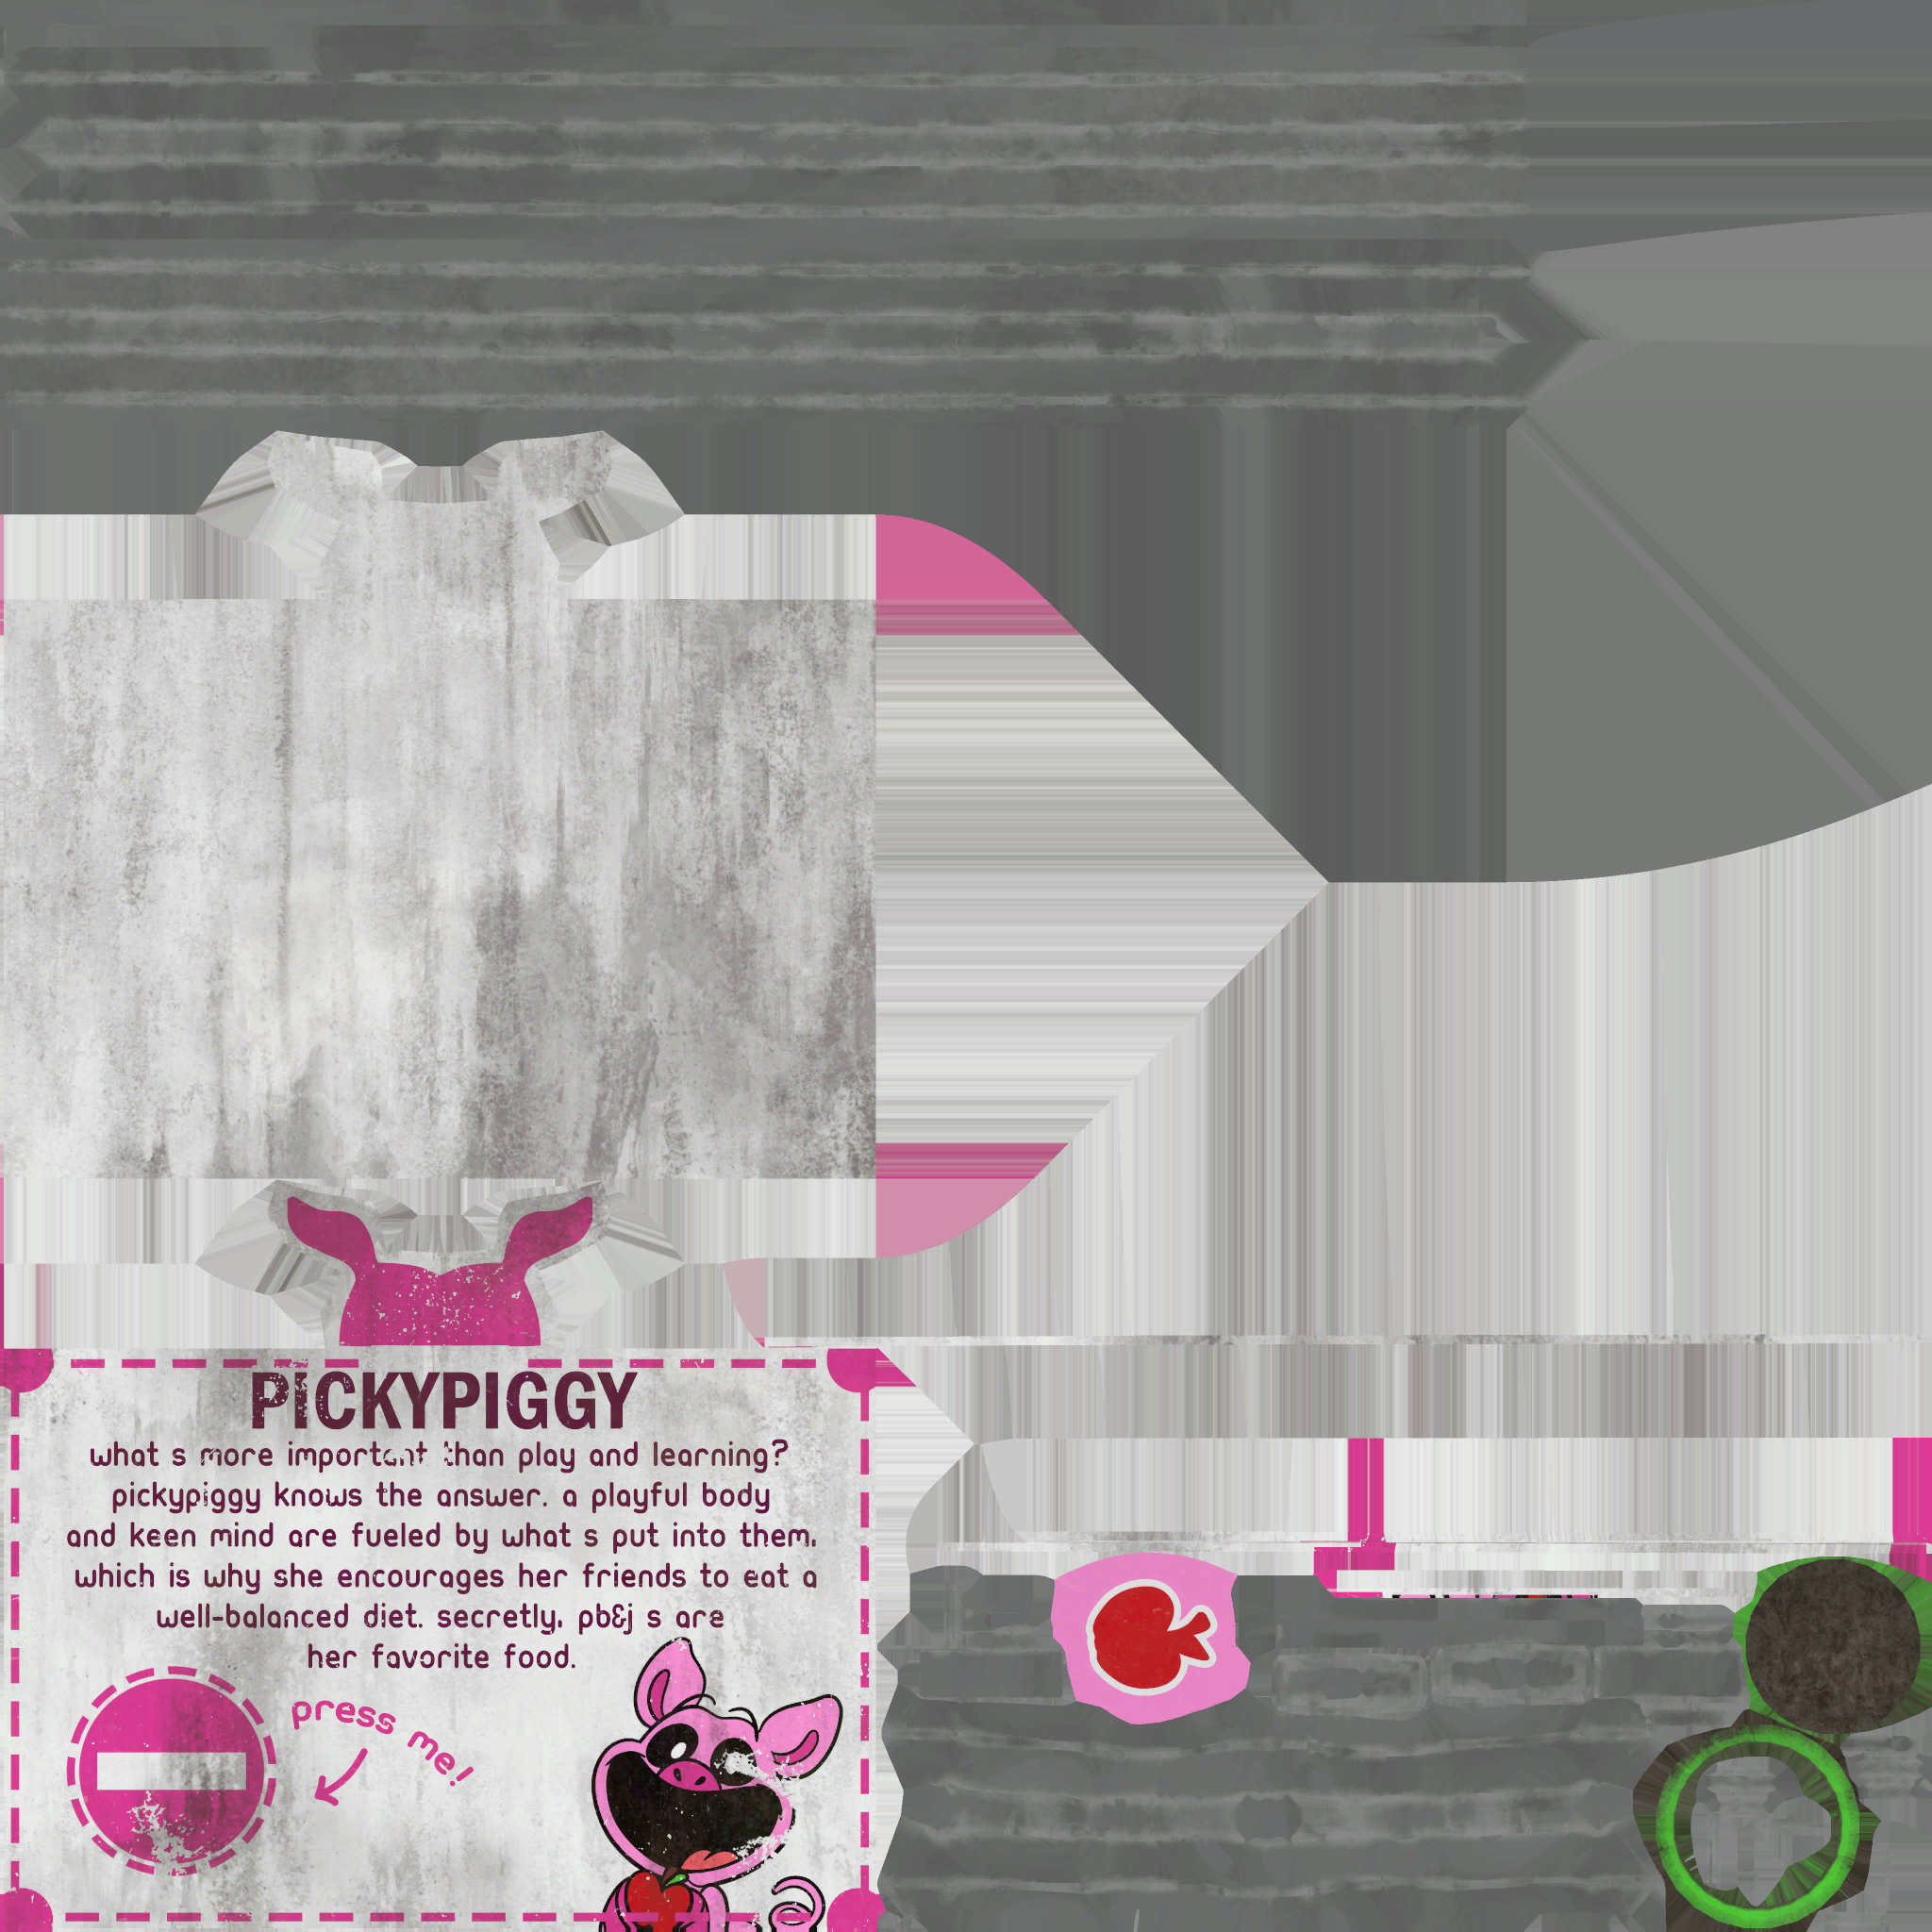 PICKYPIGGY
what s more important than play and learning?
pickypiggy knows the answer. a playful body
and keen mind are fueled by what s put into them,
which is why she encourages her friends to eat a
well-balanced diet. secretly, pb&j s are
her favorite food.
press me!